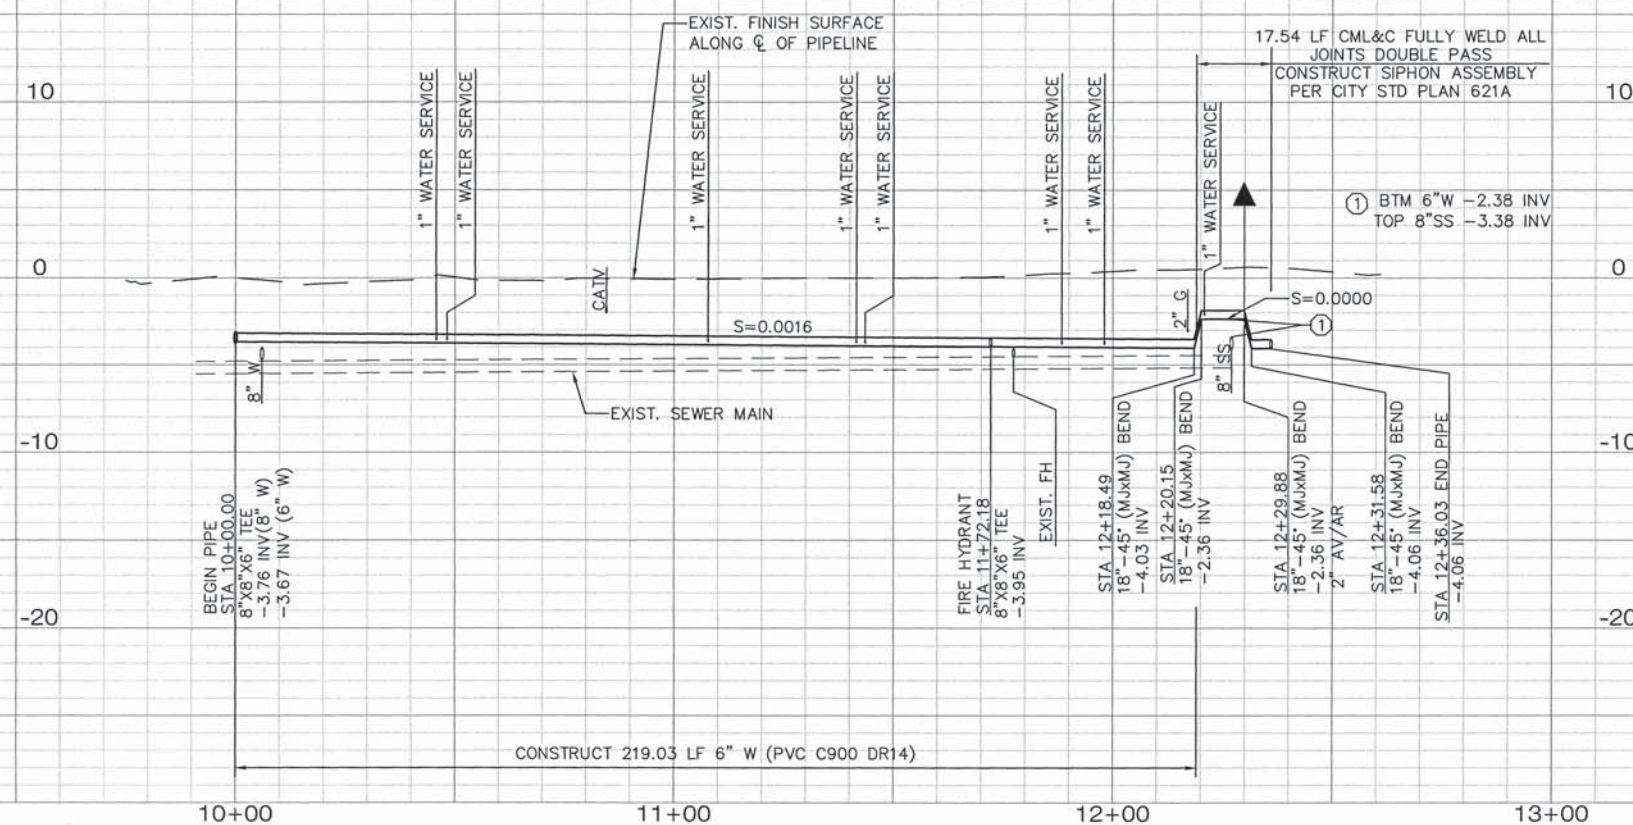 EXIST. FINISH SURFACE
ALONG ℄ OF PIPELINE
17.54 LF CML&C FULLY WELD ALL
JOINTS DOUBLE PASS
CONSTRUCT SIPHON ASSEMBLY
PER CITY STD PLAN 621A
10
10
1" WATER SERVICE
1" WATER SERVICE
1" WATER SERVICE
1" WATER SERVICE
1" WATER SERVICE
1" WATER SERVICE
1" WATER SERVICE
1" WATER SERVICE
1 BTM 6"W -2.38 INV
TOP 8"SS -3.38 INV
0
0
CATV
2" G
S=0.0000
S=0.0016
1
8" W
8" SS
EXIST. SEWER MAIN
-10
-10
BEGIN PIPE
STA 10+00.00
8"X8"X6" TEE
-3.76 INV(8" W)
-3.67 INV (6" W)
FIRE HYDRANT
STA 11+72.18
8"X8"X6" TEE
-3.95 INV
EXIST. FH
STA 12+18.49
18"-45° (MJxMJ) BEND
-4.03 INV
STA 12+20.15
18"-45° (MJxMJ) BEND
-2.36 INV
STA 12+29.88
18"-45° (MJxMJ) BEND
-2.36 INV
2" AV/AR
STA 12+31.58
18"-45° (MJxMJ) BEND
-4.06 INV
STA 12+36.03 END PIPE
-4.06 INV
-20
-20
CONSTRUCT 219.03 LF 6" W (PVC C900 DR14)
10+00
11+00
12+00
13+00